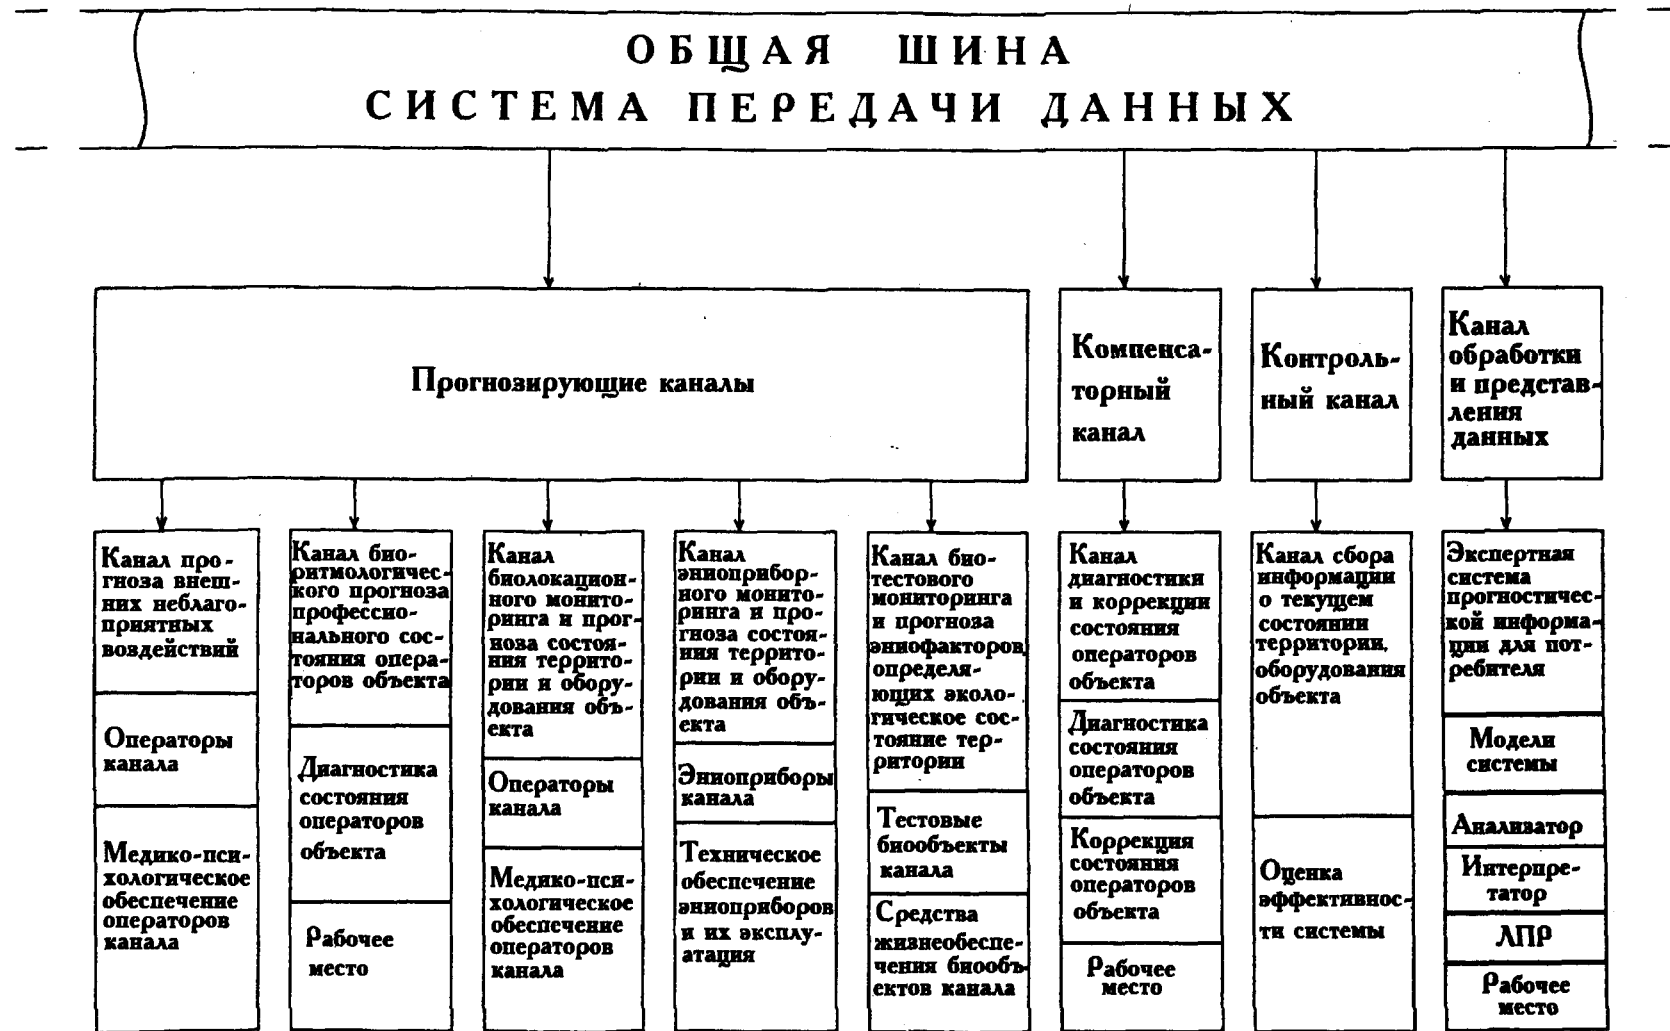 ОБЩАЯ ШИНА
СИСТЕМА ПЕРЕДАЧИ ДАННЫХ
Прогнозирующие каналы
Компенса-
торный
канал
Контроль-
ный канал
Канал
обработки
и представ-
ления
данных
Канал про-
гноза внеш-
них неблаго-
приятных
воздействий
Операторы
канала
Медико-пси-
хологическое
обеспечение
операторов
канала
Канал био-
ритмологичес-
кого прогноза
профессио-
нального сос-
тояния опера-
торов объекта
Диагностика
состояния
операторов
объекта
Рабочее
место
Канал
биолокацион-
ного монито-
ринга и прог-
ноза состоя-
ния террито-
рии и обору-
дования объ-
екта
Операторы
канала
Медико-пси-
хологическое
обеспечение
операторов
канала
Канал
эниоприбор-
ного монито-
ринга и про-
гноза состоя-
ния террито-
рии и обору-
дования объ-
екта
Эниоприборы
канала
Техническое
обеспечение
эниоприборов
и их эксплу-
атация
Канал био-
тестового
мониторинга
и прогноза
эниофакторов,
определя-
ющих эколо-
гическое сос-
тояние тер-
ритории
Тестовые
биообъекты
канала
Средства
жизнеобеспе-
чения биообъ-
ектов канала
Канал
диагностики
и коррекции
состояния
операторов
объекта
Диагностика
состояния
операторов
объекта
Коррекция
состояния
операторов
объекта
Рабочее
место
Канал сбора
информации
о текущем
состоянии
территории,
оборудования
объекта
Оценка
эффективнос-
ти системы
Экспертная
система
прогностичес-
кой информа-
ции для пот-
ребителя
Модели
системы
Анализатор
Интерпре-
татор
ЛПР
Рабочее
место